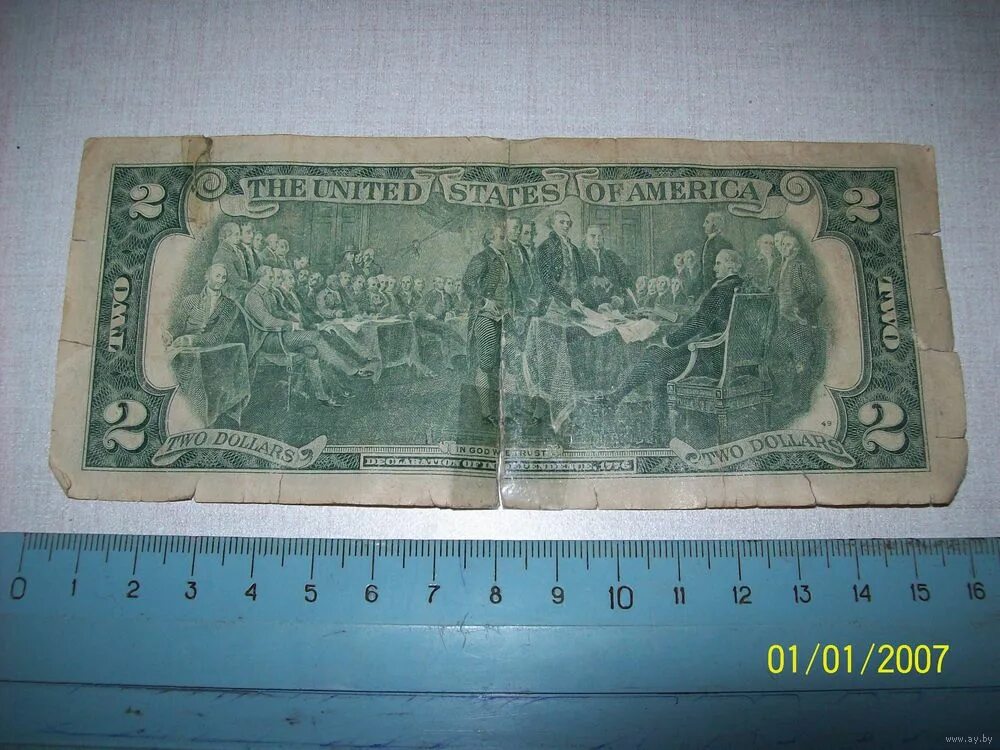 THE UNITED STATES OF AMERICA
2 2
TWO TWO
2 2
49
TWO DOLLARS TWO DOLLARS
IN GOD WE TRUST
DECLARATION OF INDEPENDENCE, 1776
0 1 2 3 4 5 6 7 8 9 10 11 12 13 14 15 16
01/01/2007
www.ay.by